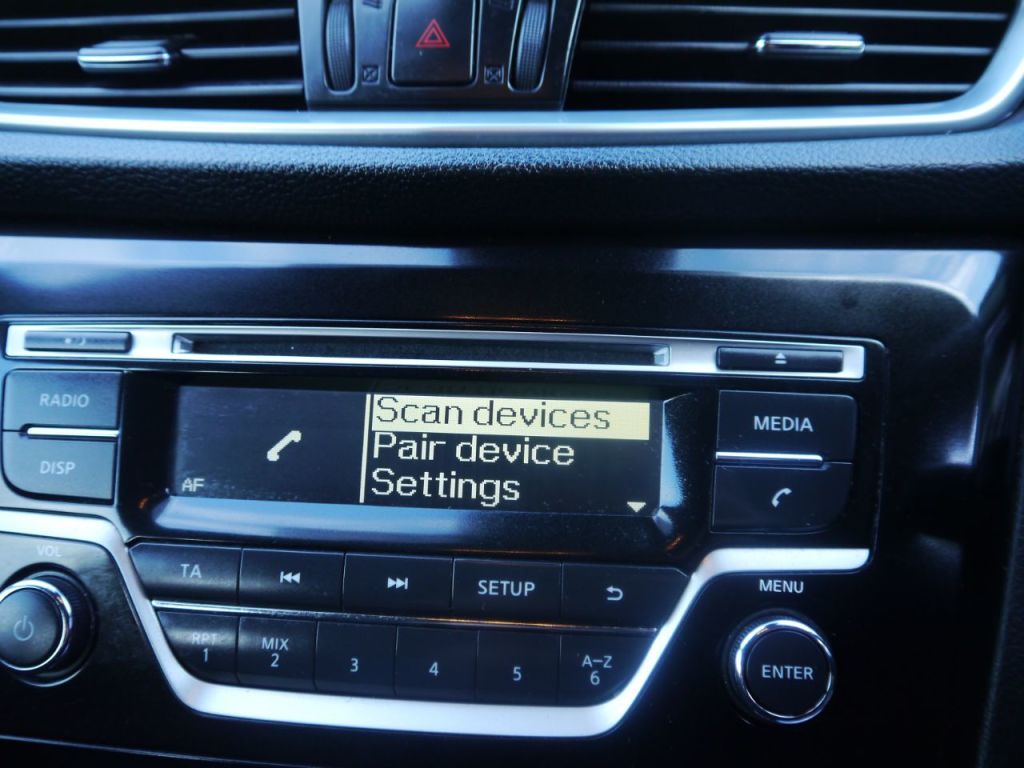 RADIO
DISP
AF
Scan devices
Pair device
Settings
MEDIA
VOL
TA
SETUP
MENU
RPT
1
MIX
2
3
4
5
A-Z
6
ENTER